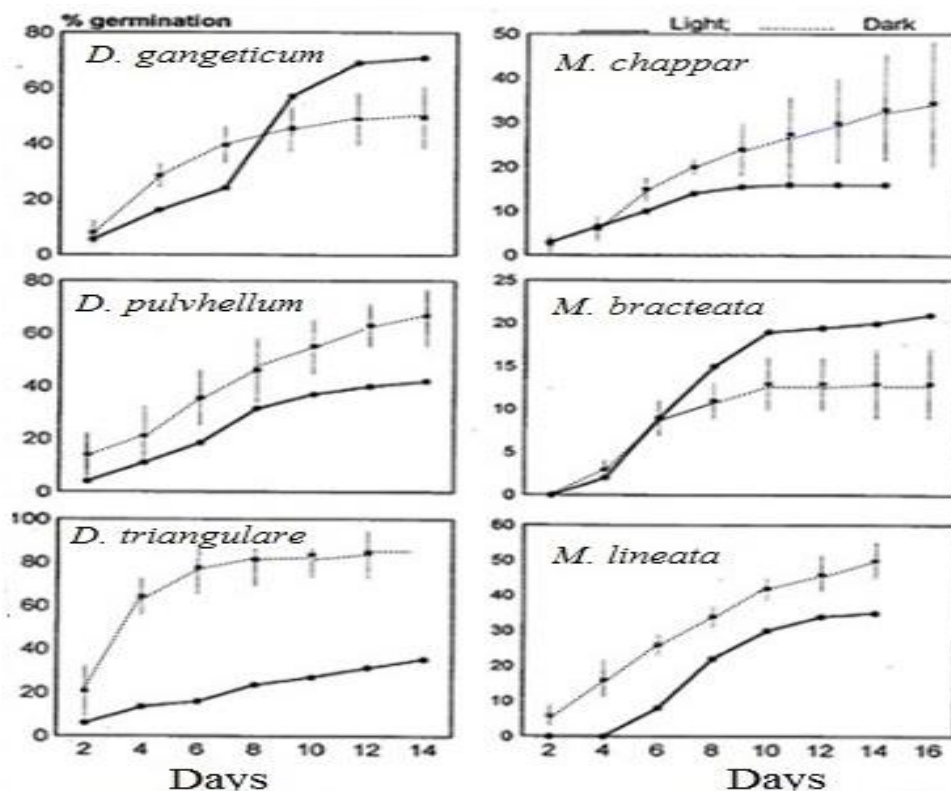 % germination
Light; Dark
80
60
40
20
0
D. gangeticum
50
40
30
20
10
0
M. chappar
80
60
40
20
0
D. pulvhellum
25
20
15
10
5
0
M. bracteata
100
80
60
40
20
0
D. triangulare
60
50
40
30
20
10
0
M. lineata
2 4 6 8 10 12 14
2 4 6 8 10 12 14 16
Days
Days